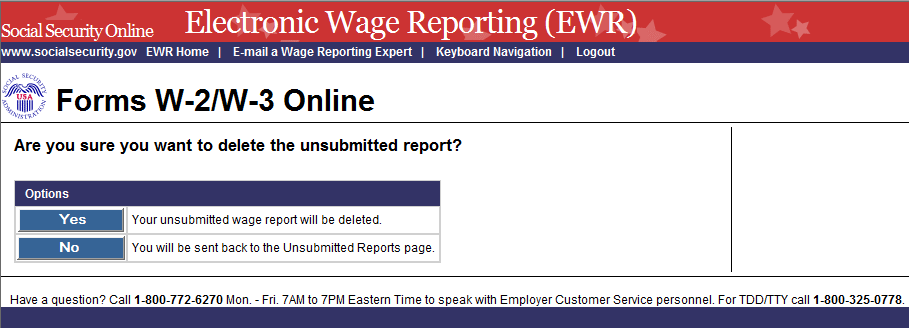 Social Security Online
Electronic Wage Reporting (EWR)
www.socialsecurity.gov EWR Home | E-mail a Wage Reporting Expert | Keyboard Navigation | Logout
SOCIAL SECURITY ADMINISTRATION
USA
Forms W-2/W-3 Online
Are you sure you want to delete the unsubmitted report?
Options
Yes Your unsubmitted wage report will be deleted.
No You will be sent back to the Unsubmitted Reports page.
Have a question? Call 1-800-772-6270 Mon. - Fri. 7AM to 7PM Eastern Time to speak with Employer Customer Service personnel. For TDD/TTY call 1-800-325-0778.